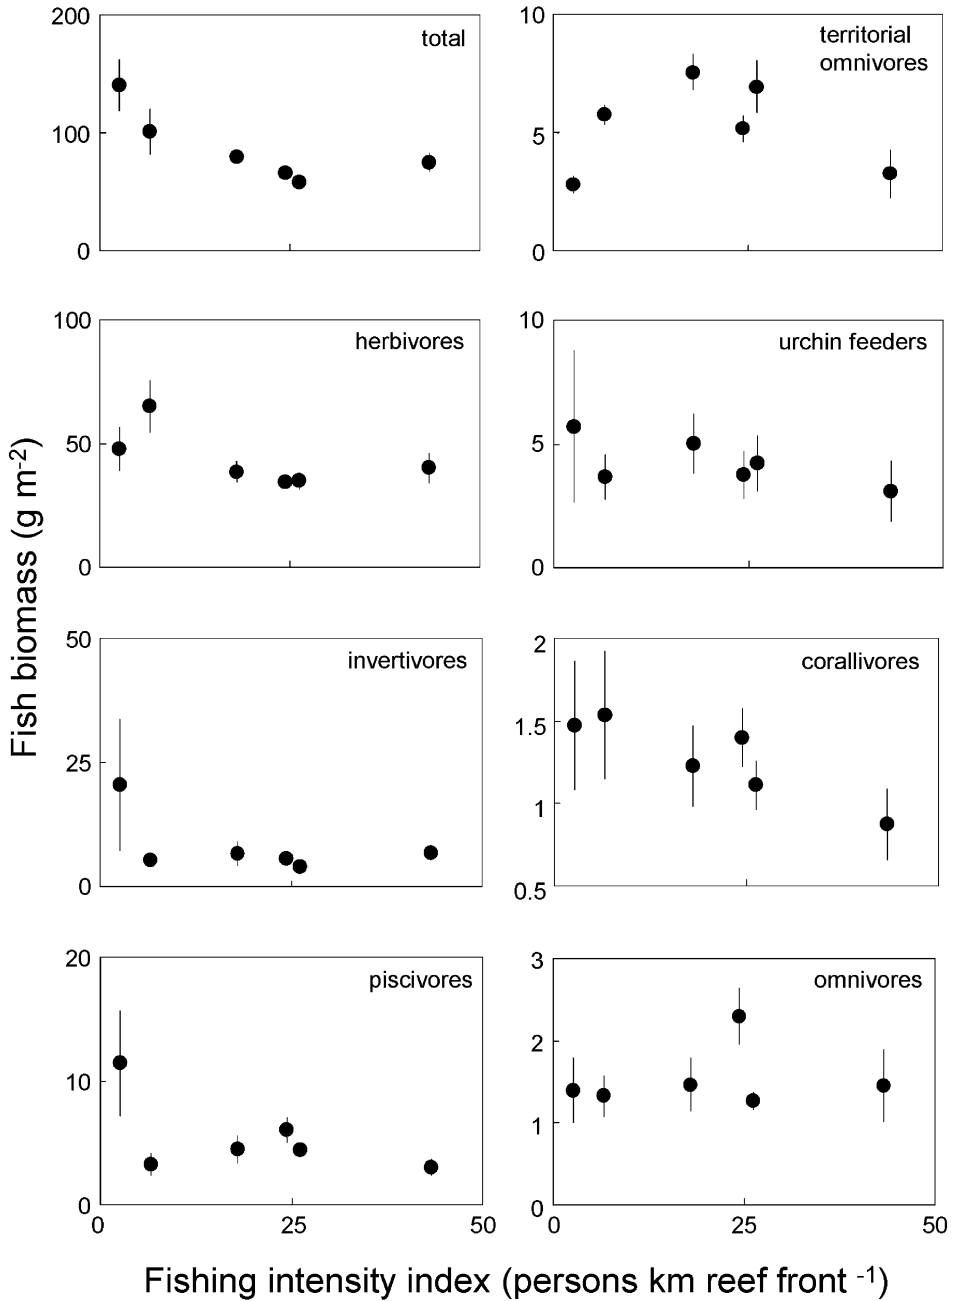 200
100
0
total
10
5
0
territorial
omnivores
100
50
0
herbivores
10
5
0
urchin feeders
50
25
0
invertivores
2
1.5
1
0.5
corallivores
20
10
0
piscivores
0
25
50
3
2
1
0
omnivores
0
25
50
Fish biomass (g m-2)
Fishing intensity index (persons km reef front -1)